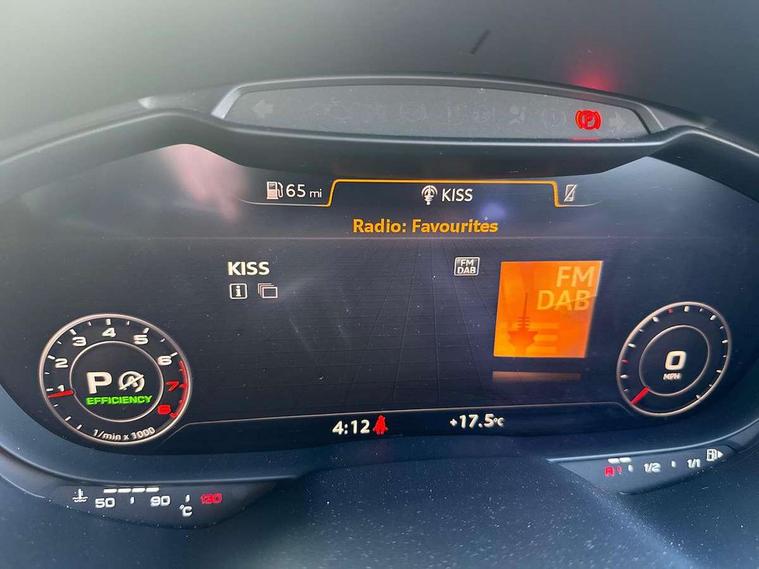 P
65 mi
KISS
Radio: Favourites
KISS
FM
DAB
FM
DAB
i
1 2 3 4 5 6 7 8
P
EFFICIENCY
1/min x 1000
0
MPH
4:12
+17.5°C
50 90 130
°C
R 1/2 1/1